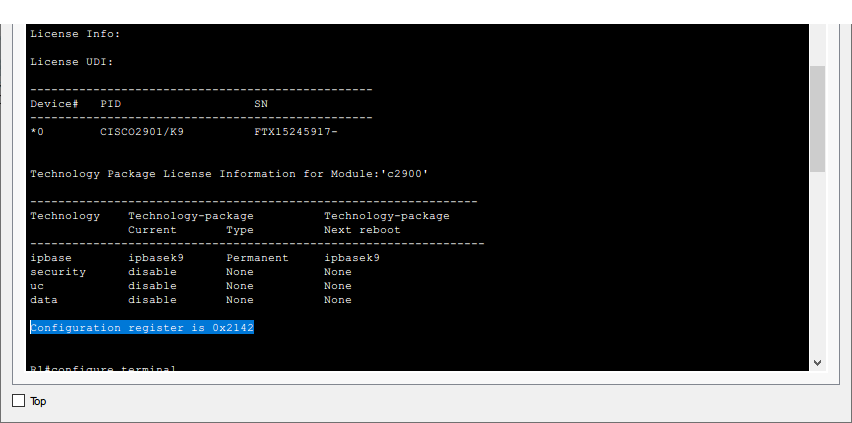 License Info:
License UDI:
-------------------------------------------------
Device#   PID                   SN
-------------------------------------------------
*0        CISCO2901/K9          FTX15245917-
Technology Package License Information for Module:'c2900'
----------------------------------------------------------------
Technology    Technology-package          Technology-package
              Current       Type          Next reboot
-----------------------------------------------------------------
ipbase        ipbasek9      Permanent     ipbasek9
security      disable       None          None
uc            disable       None          None
data          disable       None          None
Configuration register is 0x2142
R1#configure terminal
Top